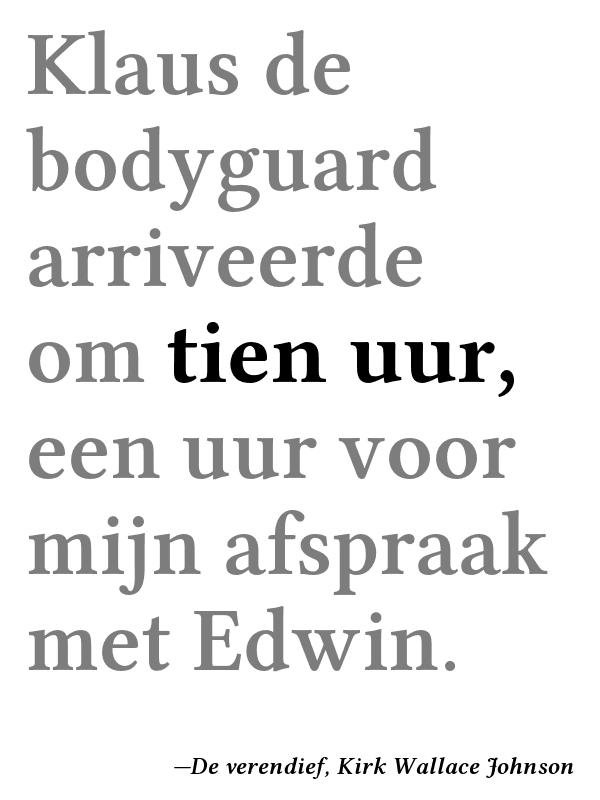 Klaus de
bodyguard
arriveerde
om tien uur,
een uur voor
mijn afspraak
met Edwin.
—De verendief, Kirk Wallace Johnson